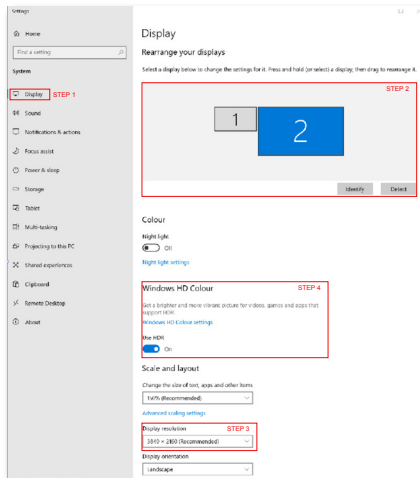 Settings
Home
Find a setting
System
Display STEP 1
Sound
Notifications & actions
Focus assist
Power & sleep
Storage
Tablet
Multi-tasking
Projecting to this PC
Shared experiences
Clipboard
Remote Desktop
About
Display
Rearrange your displays
Select a display below to change the settings for it. Press and hold (or select) a display, then drag to rearrange it.
STEP 2
1 2
Identify Detect
Colour
Night light
Off
Night light settings
Windows HD Colour STEP 4
Get a brighter and more vibrant picture for videos, games and apps that
support HDR.
Windows HD Colour settings
Use HDR
On
Scale and layout
Change the size of text, apps and other items
150% (Recommended)
Advanced scaling settings
Display resolution STEP 3
3840 × 2160 (Recommended)
Display orientation
Landscape